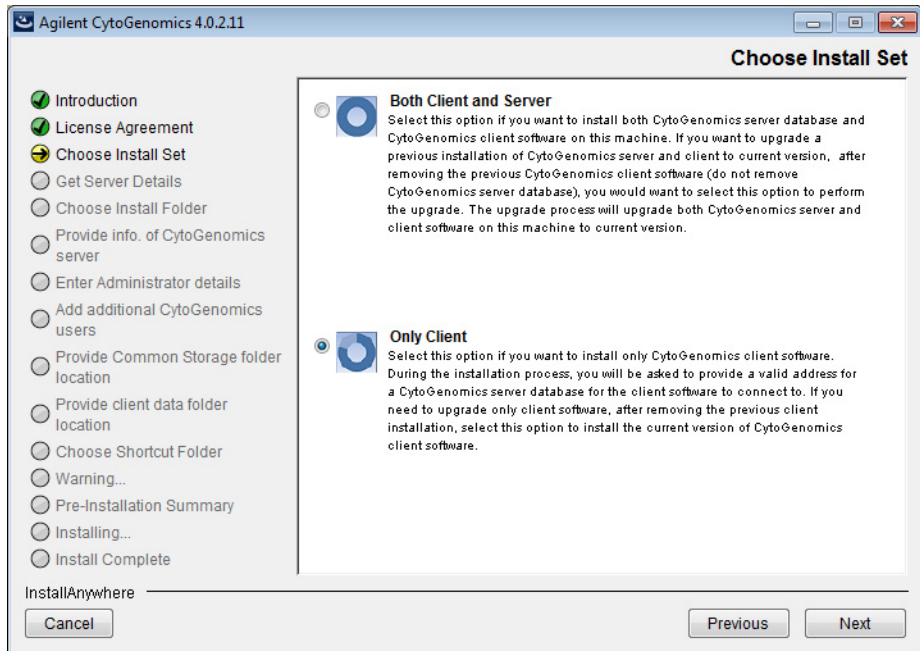 Agilent CytoGenomics 4.0.2.11
Choose Install Set
Introduction
License Agreement
Choose Install Set
Get Server Details
Choose Install Folder
Provide info. of CytoGenomics
server
Enter Administrator details
Add additional CytoGenomics
users
Provide Common Storage folder
location
Provide client data folder
location
Choose Shortcut Folder
Warning...
Pre-Installation Summary
Installing...
Install Complete
Both Client and Server
Select this option if you want to install both CytoGenomics server database and
CytoGenomics client software on this machine. If you want to upgrade a
previous installation of CytoGenomics server and client to current version, after
removing the previous CytoGenomics client software (do not remove
CytoGenomics server database), you would want to select this option to perform
the upgrade. The upgrade process will upgrade both CytoGenomics server and
client software on this machine to current version.
Only Client
Select this option if you want to install only CytoGenomics client software.
During the installation process, you will be asked to provide a valid address for
a CytoGenomics server database for the client software to connect to. If you
need to upgrade only client software, after removing the previous client
installation, select this option to install the current version of CytoGenomics
client software.
InstallAnywhere
Cancel
Previous
Next